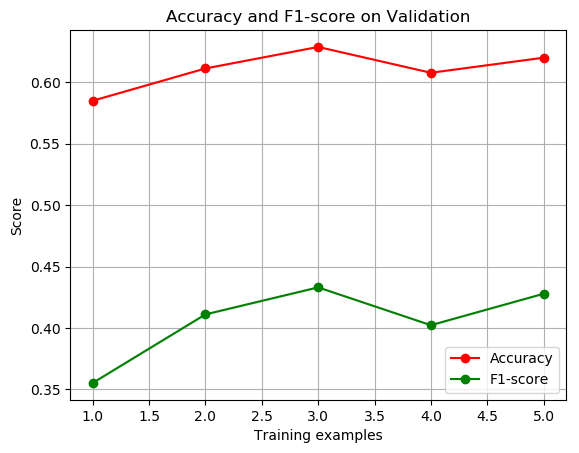 Accuracy and F1-score on Validation
Score
0.60
0.55
0.50
0.45
0.40
0.35
Accuracy
F1-score
1.0 1.5 2.0 2.5 3.0 3.5 4.0 4.5 5.0
Training examples